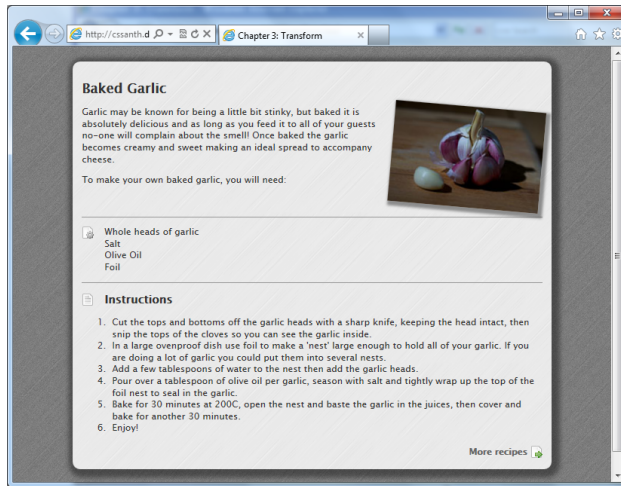 http://cssanth.d
Chapter 3: Transform
Baked Garlic
Garlic may be known for being a little bit stinky, but baked it is
absolutely delicious and as long as you feed it to all of your guests
no-one will complain about the smell! Once baked the garlic
becomes creamy and sweet making an ideal spread to accompany
cheese.
To make your own baked garlic, you will need:
Whole heads of garlic
Salt
Olive Oil
Foil
Instructions
1. Cut the tops and bottoms off the garlic heads with a sharp knife, keeping the head intact, then
snip the tops of the cloves so you can see the garlic inside.
2. In a large ovenproof dish use foil to make a 'nest' large enough to hold all of your garlic. If you
are doing a lot of garlic you could put them into several nests.
3. Add a few tablespoons of water to the nest then add the garlic heads.
4. Pour over a tablespoon of olive oil per garlic, season with salt and tightly wrap up the top of the
foil nest to seal in the garlic.
5. Bake for 30 minutes at 200C, open the nest and baste the garlic in the juices, then cover and
bake for another 30 minutes.
6. Enjoy!
More recipes